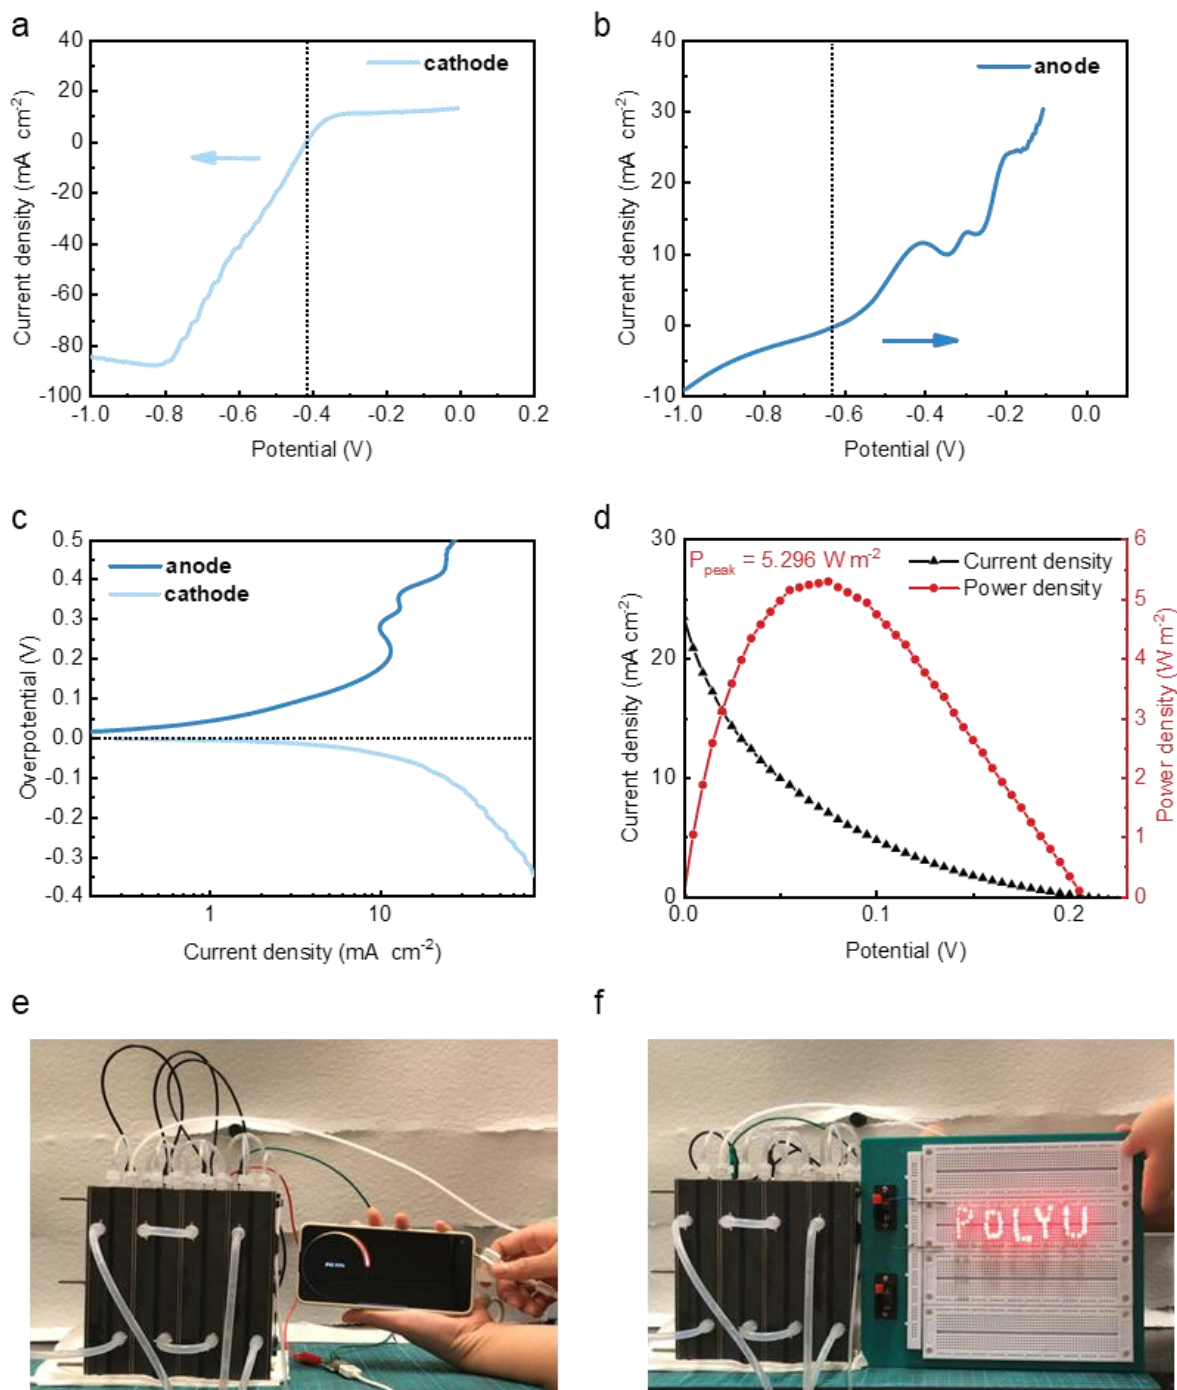 a
cathode
40
20
0
-20
-40
-60
-80
-100
-1.0 -0.8 -0.6 -0.4 -0.2 0.0 0.2
Current density (mA cm-2)
Potential (V)
b
anode
40
30
20
10
0
-10
-1.0 -0.8 -0.6 -0.4 -0.2 0.0
Current density (mA cm-2)
Potential (V)
c
anode
cathode
0.5
0.4
0.3
0.2
0.1
0.0
-0.1
-0.2
-0.3
-0.4
1 10
Overpotential (V)
Current density (mA cm-2)
d
Ppeak = 5.296 W m-2
Current density
Power density
30
20
10
0
6
5
4
3
2
1
0
0.0 0.1 0.2
Current density (mA cm-2)
Power density (W m-2)
Potential (V)
e
f
POLYU